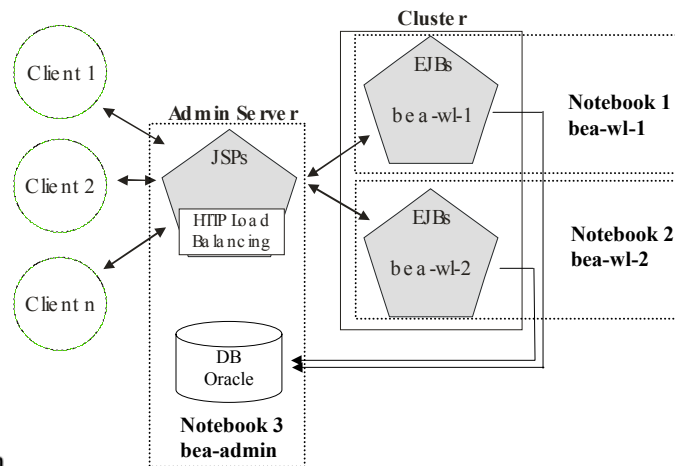 Cluster
Client 1
EJBs
bea-wl-1
Notebook 1
bea-wl-1
Admin Server
JSPs
Client 2
HTTP Load
Balancing
EJBs
bea-wl-2
Notebook 2
bea-wl-2
Client n
DB
Oracle
Notebook 3
bea-admin